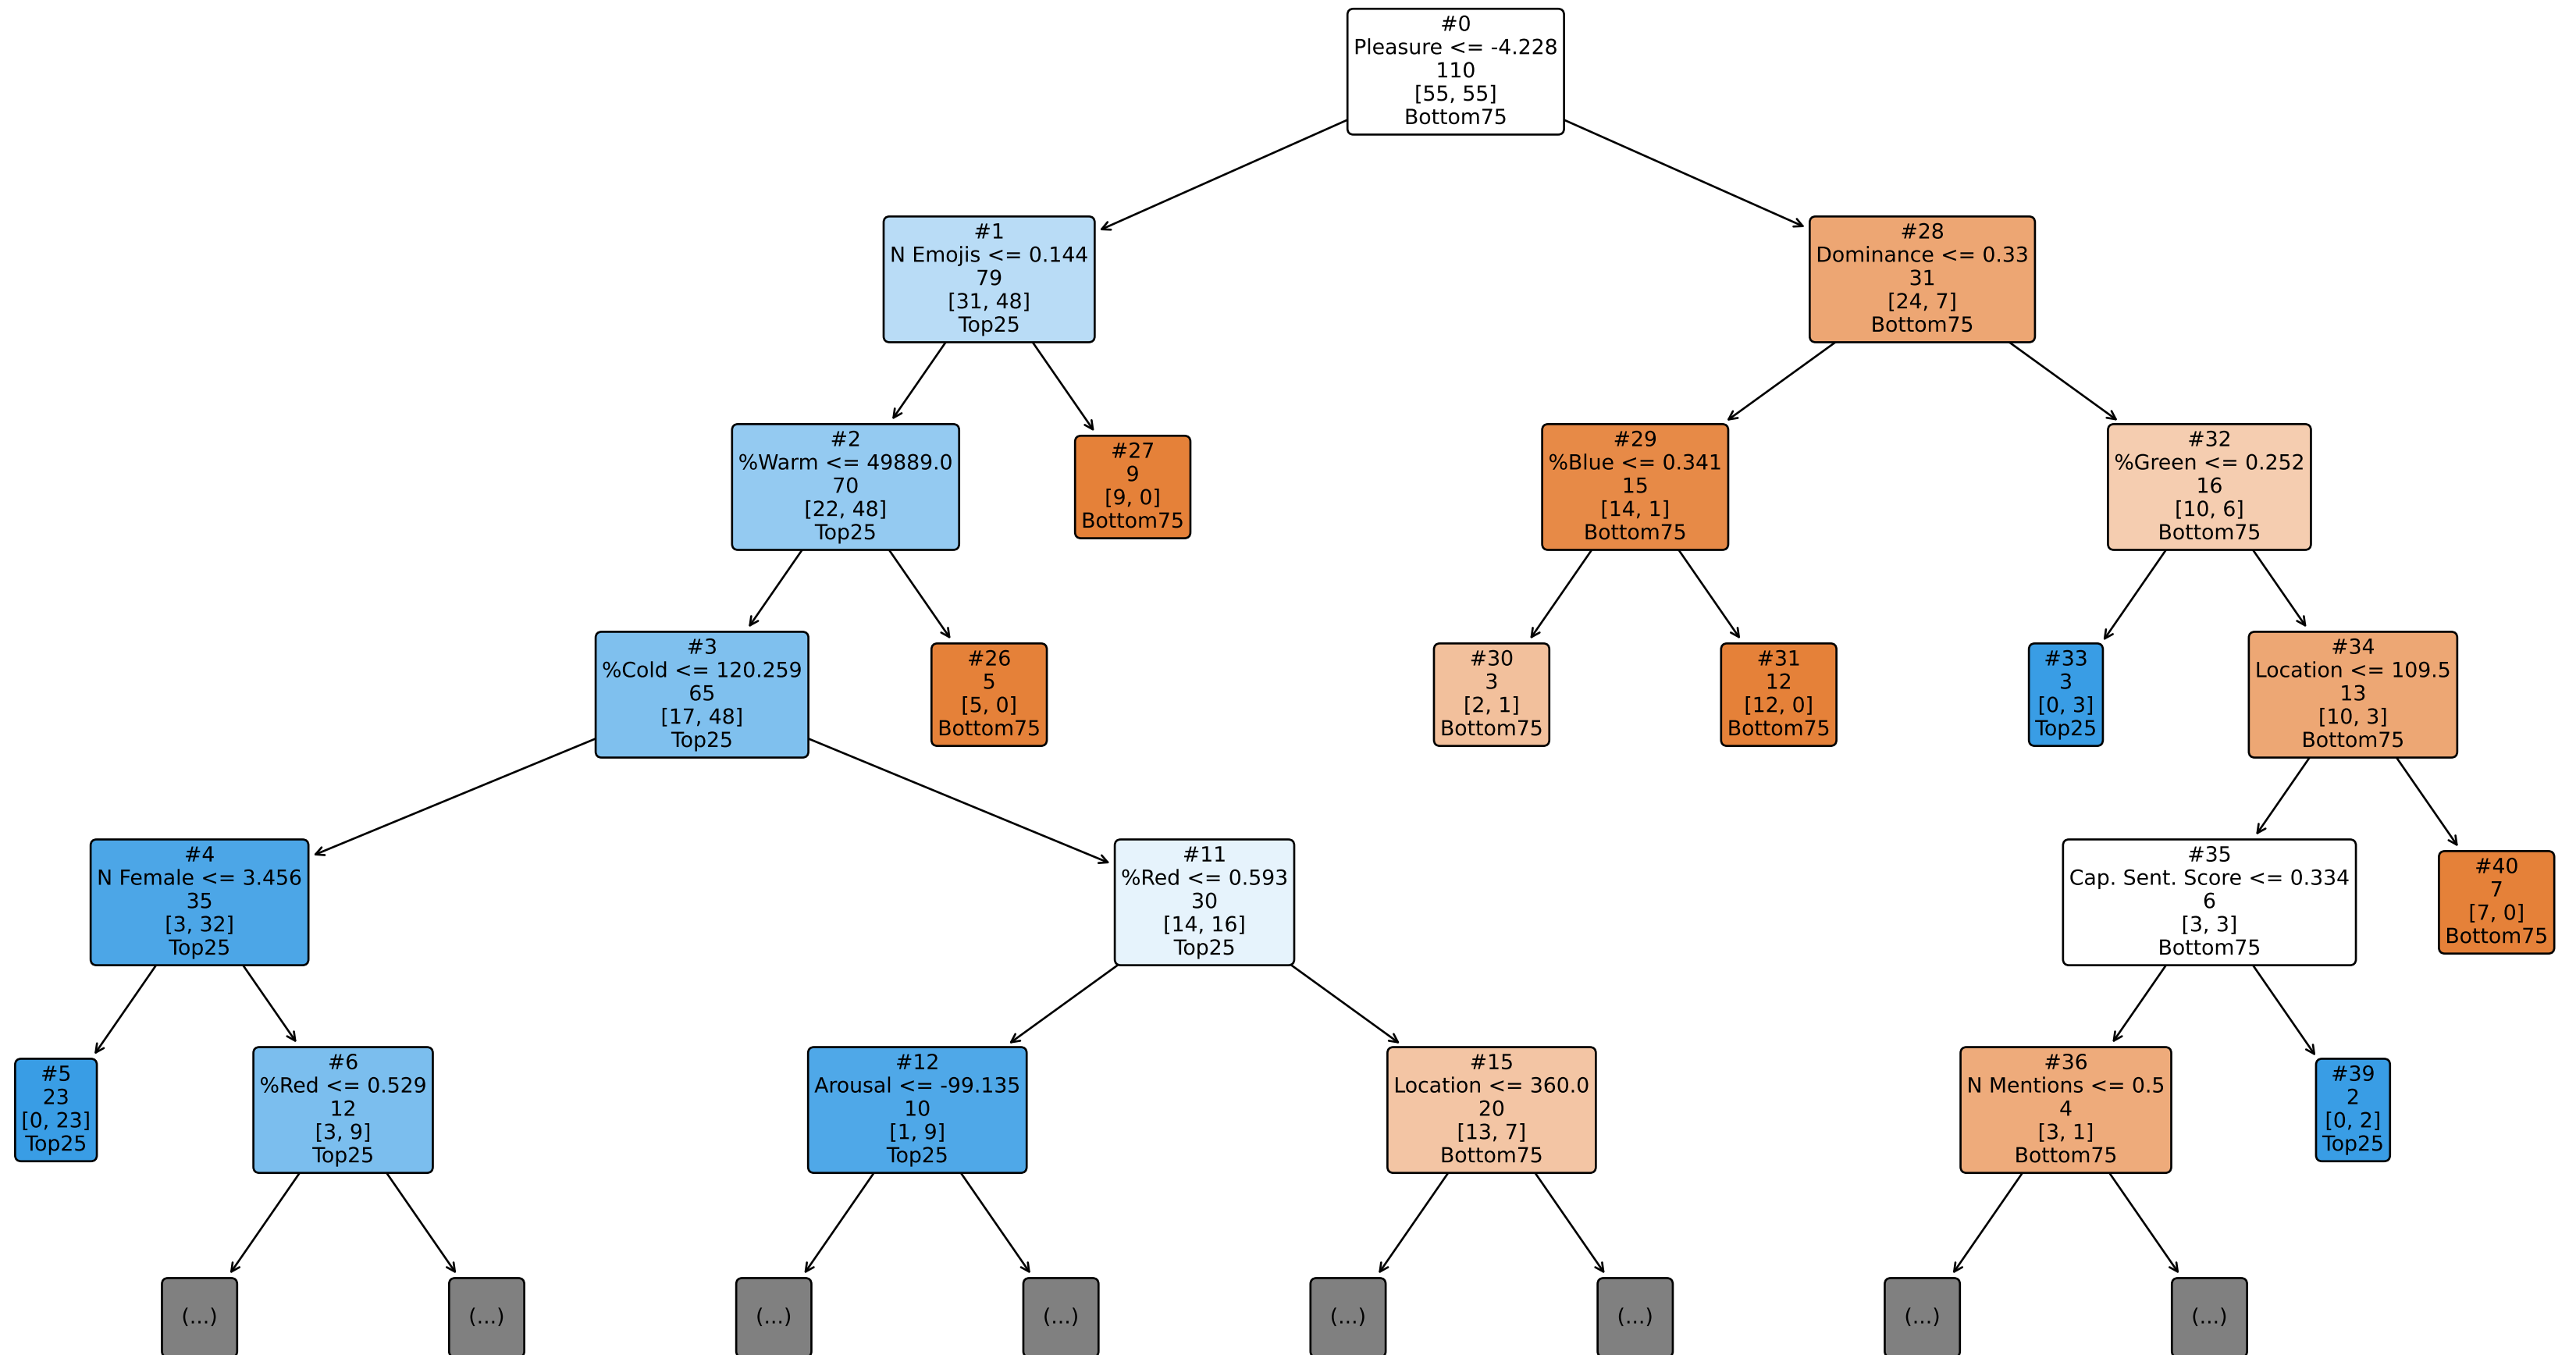 #0
Pleasure <= -4.228
110
[55, 55]
Bottom75
#1
N Emojis <= 0.144
79
[31, 48]
Top25
#28
Dominance <= 0.33
31
[24, 7]
Bottom75
#2
%Warm <= 49889.0
70
[22, 48]
Top25
#27
9
[9, 0]
Bottom75
#29
%Blue <= 0.341
15
[14, 1]
Bottom75
#32
%Green <= 0.252
16
[10, 6]
Bottom75
#3
%Cold <= 120.259
65
[17, 48]
Top25
#26
5
[5, 0]
Bottom75
#30
3
[2, 1]
Bottom75
#31
12
[12, 0]
Bottom75
#33
3
[0, 3]
Top25
#34
Location <= 109.5
13
[10, 3]
Bottom75
#4
N Female <= 3.456
35
[3, 32]
Top25
#11
%Red <= 0.593
30
[14, 16]
Top25
#35
Cap. Sent. Score <= 0.334
6
[3, 3]
Bottom75
#40
7
[7, 0]
Bottom75
#5
23
[0, 23]
Top25
#6
%Red <= 0.529
12
[3, 9]
Top25
#12
Arousal <= -99.135
10
[1, 9]
Top25
#15
Location <= 360.0
20
[13, 7]
Bottom75
#36
N Mentions <= 0.5
4
[3, 1]
Bottom75
#39
2
[0, 2]
Top25
(...)
(...)
(...)
(...)
(...)
(...)
(...)
(...)